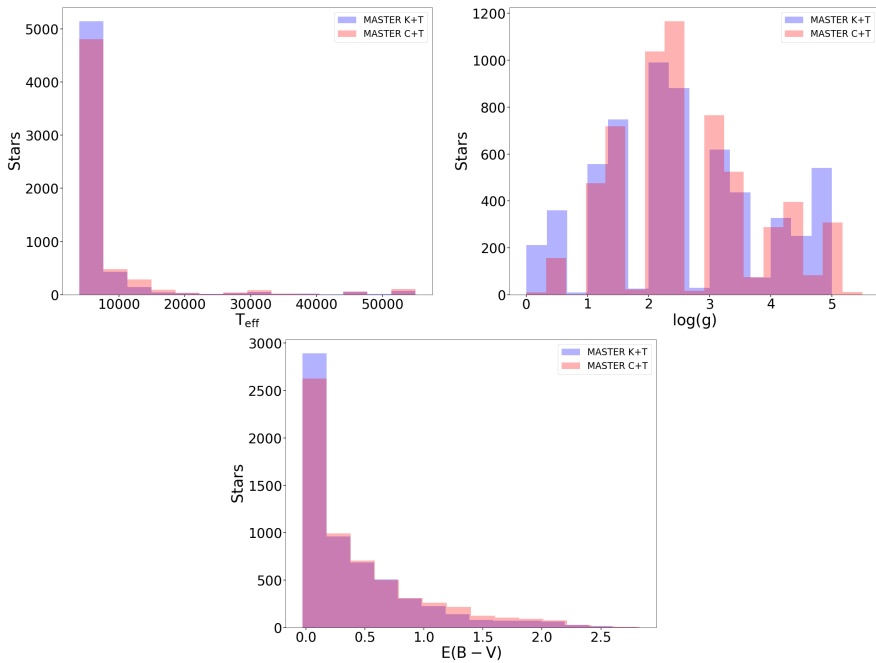 MASTER K+T
MASTER C+T
5000
4000
3000
2000
1000
0
Stars
10000 20000 30000 40000 50000
T_eff
MASTER K+T
MASTER C+T
1200
1000
800
600
400
200
0
Stars
0 1 2 3 4 5
log(g)
MASTER K+T
MASTER C+T
3000
2500
2000
1500
1000
500
0
Stars
0.0 0.5 1.0 1.5 2.0 2.5
E(B − V)